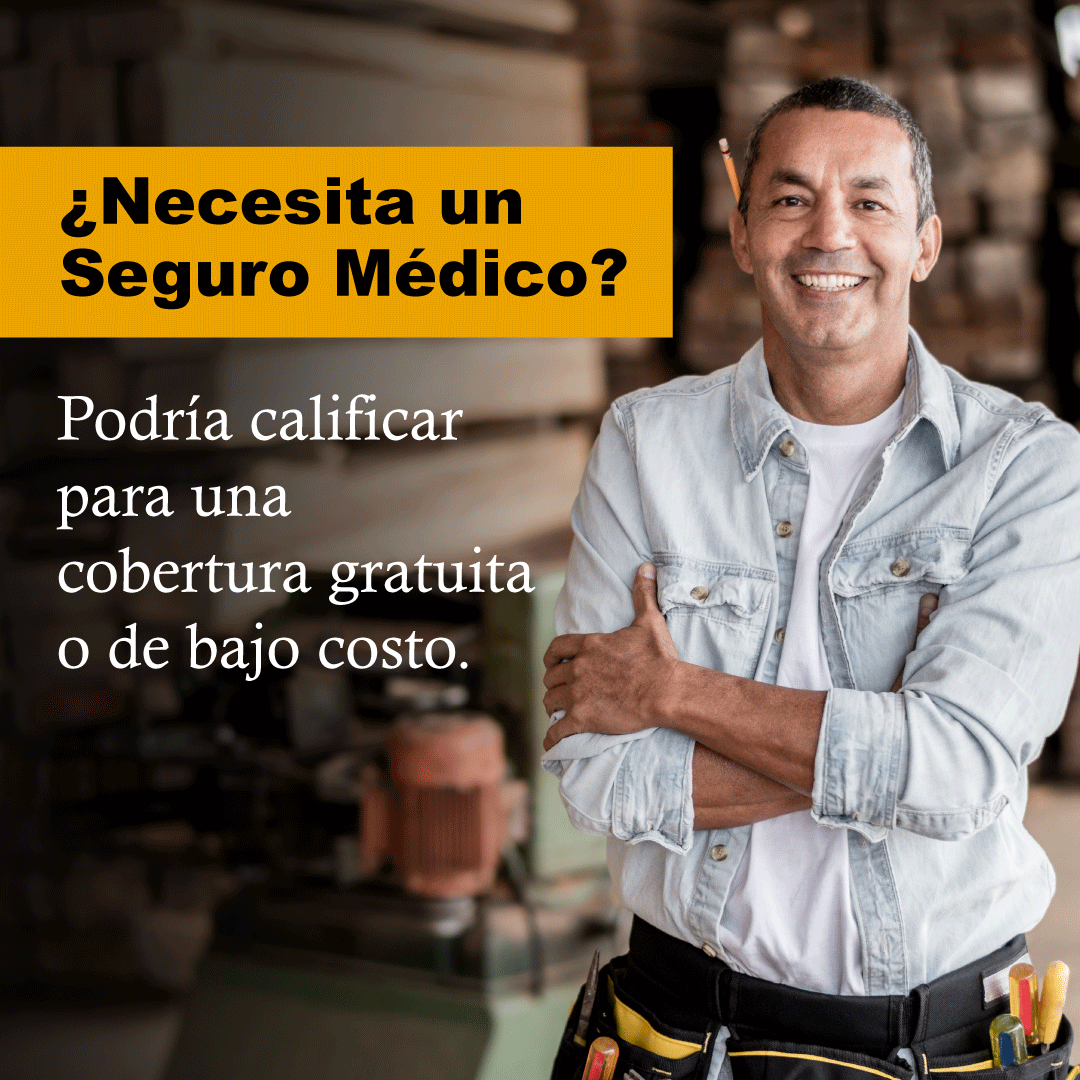 ¿Necesita un
Seguro Médico?
Podría calificar
para una
cobertura gratuita
o de bajo costo.